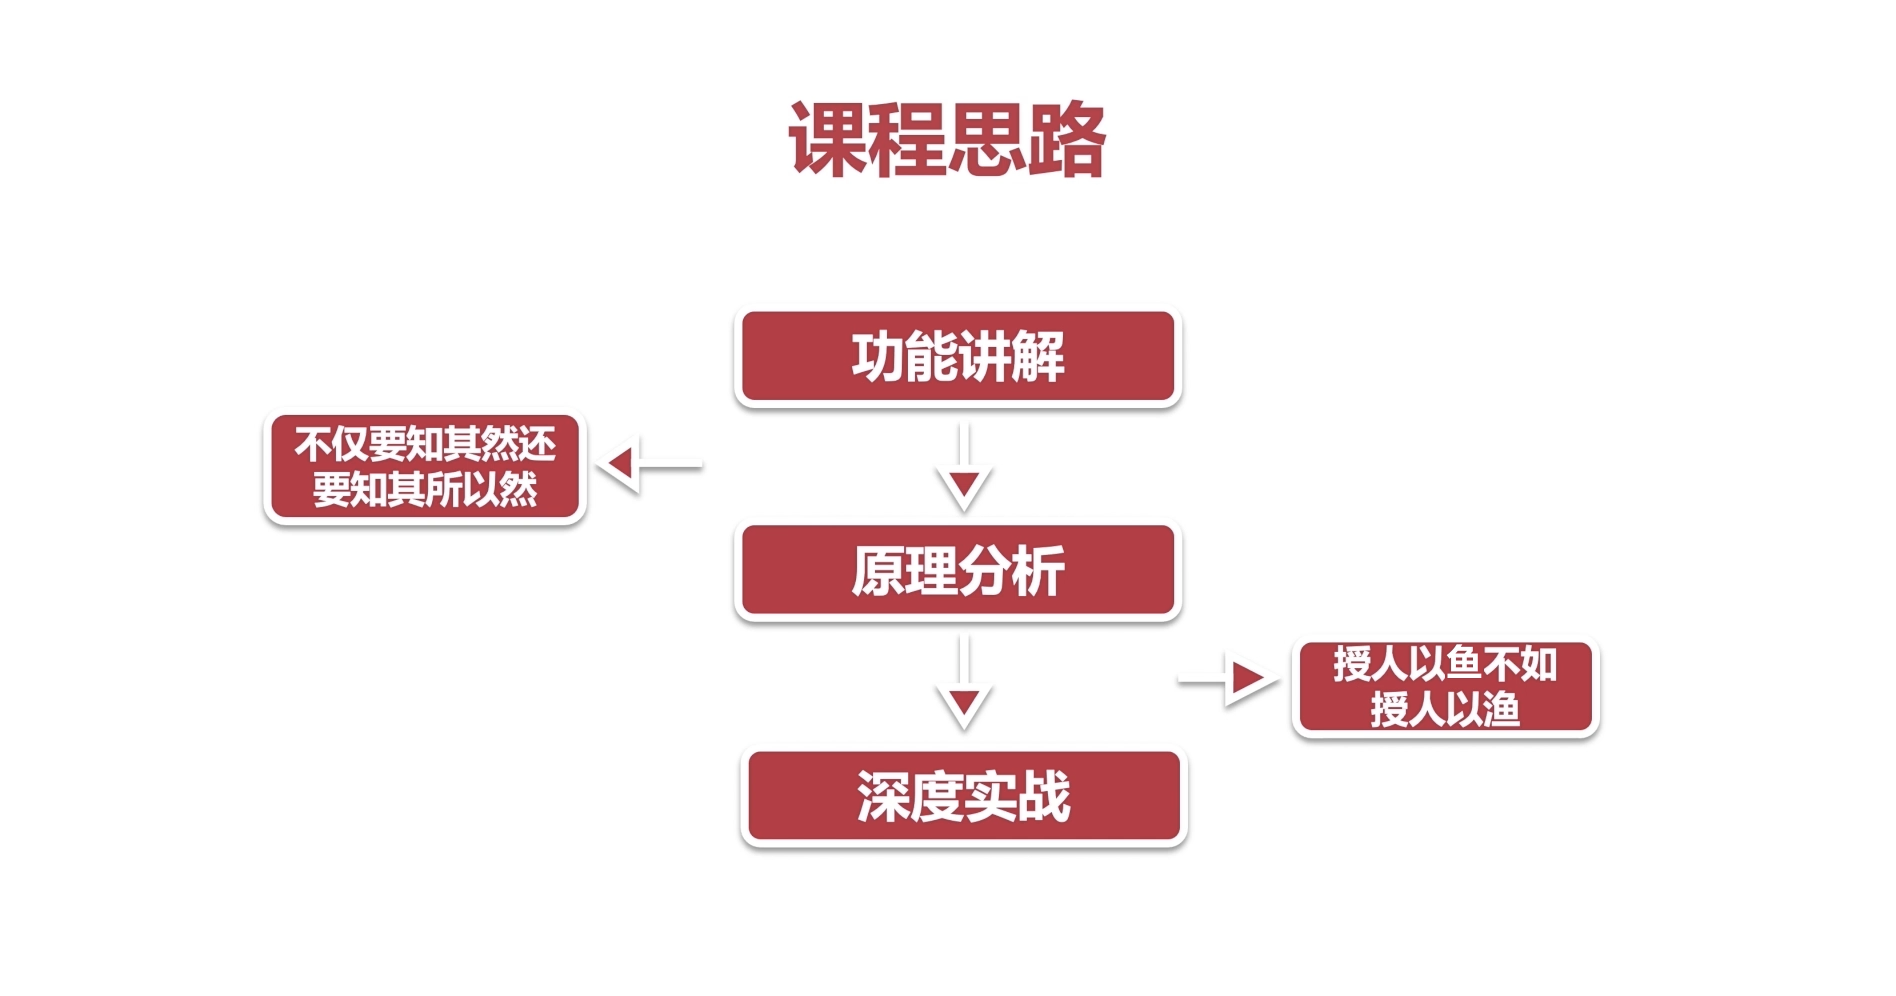 课程思路
功能讲解
不仅要知其然还
要知其所以然
原理分析
授人以鱼不如
授人以渔
深度实战